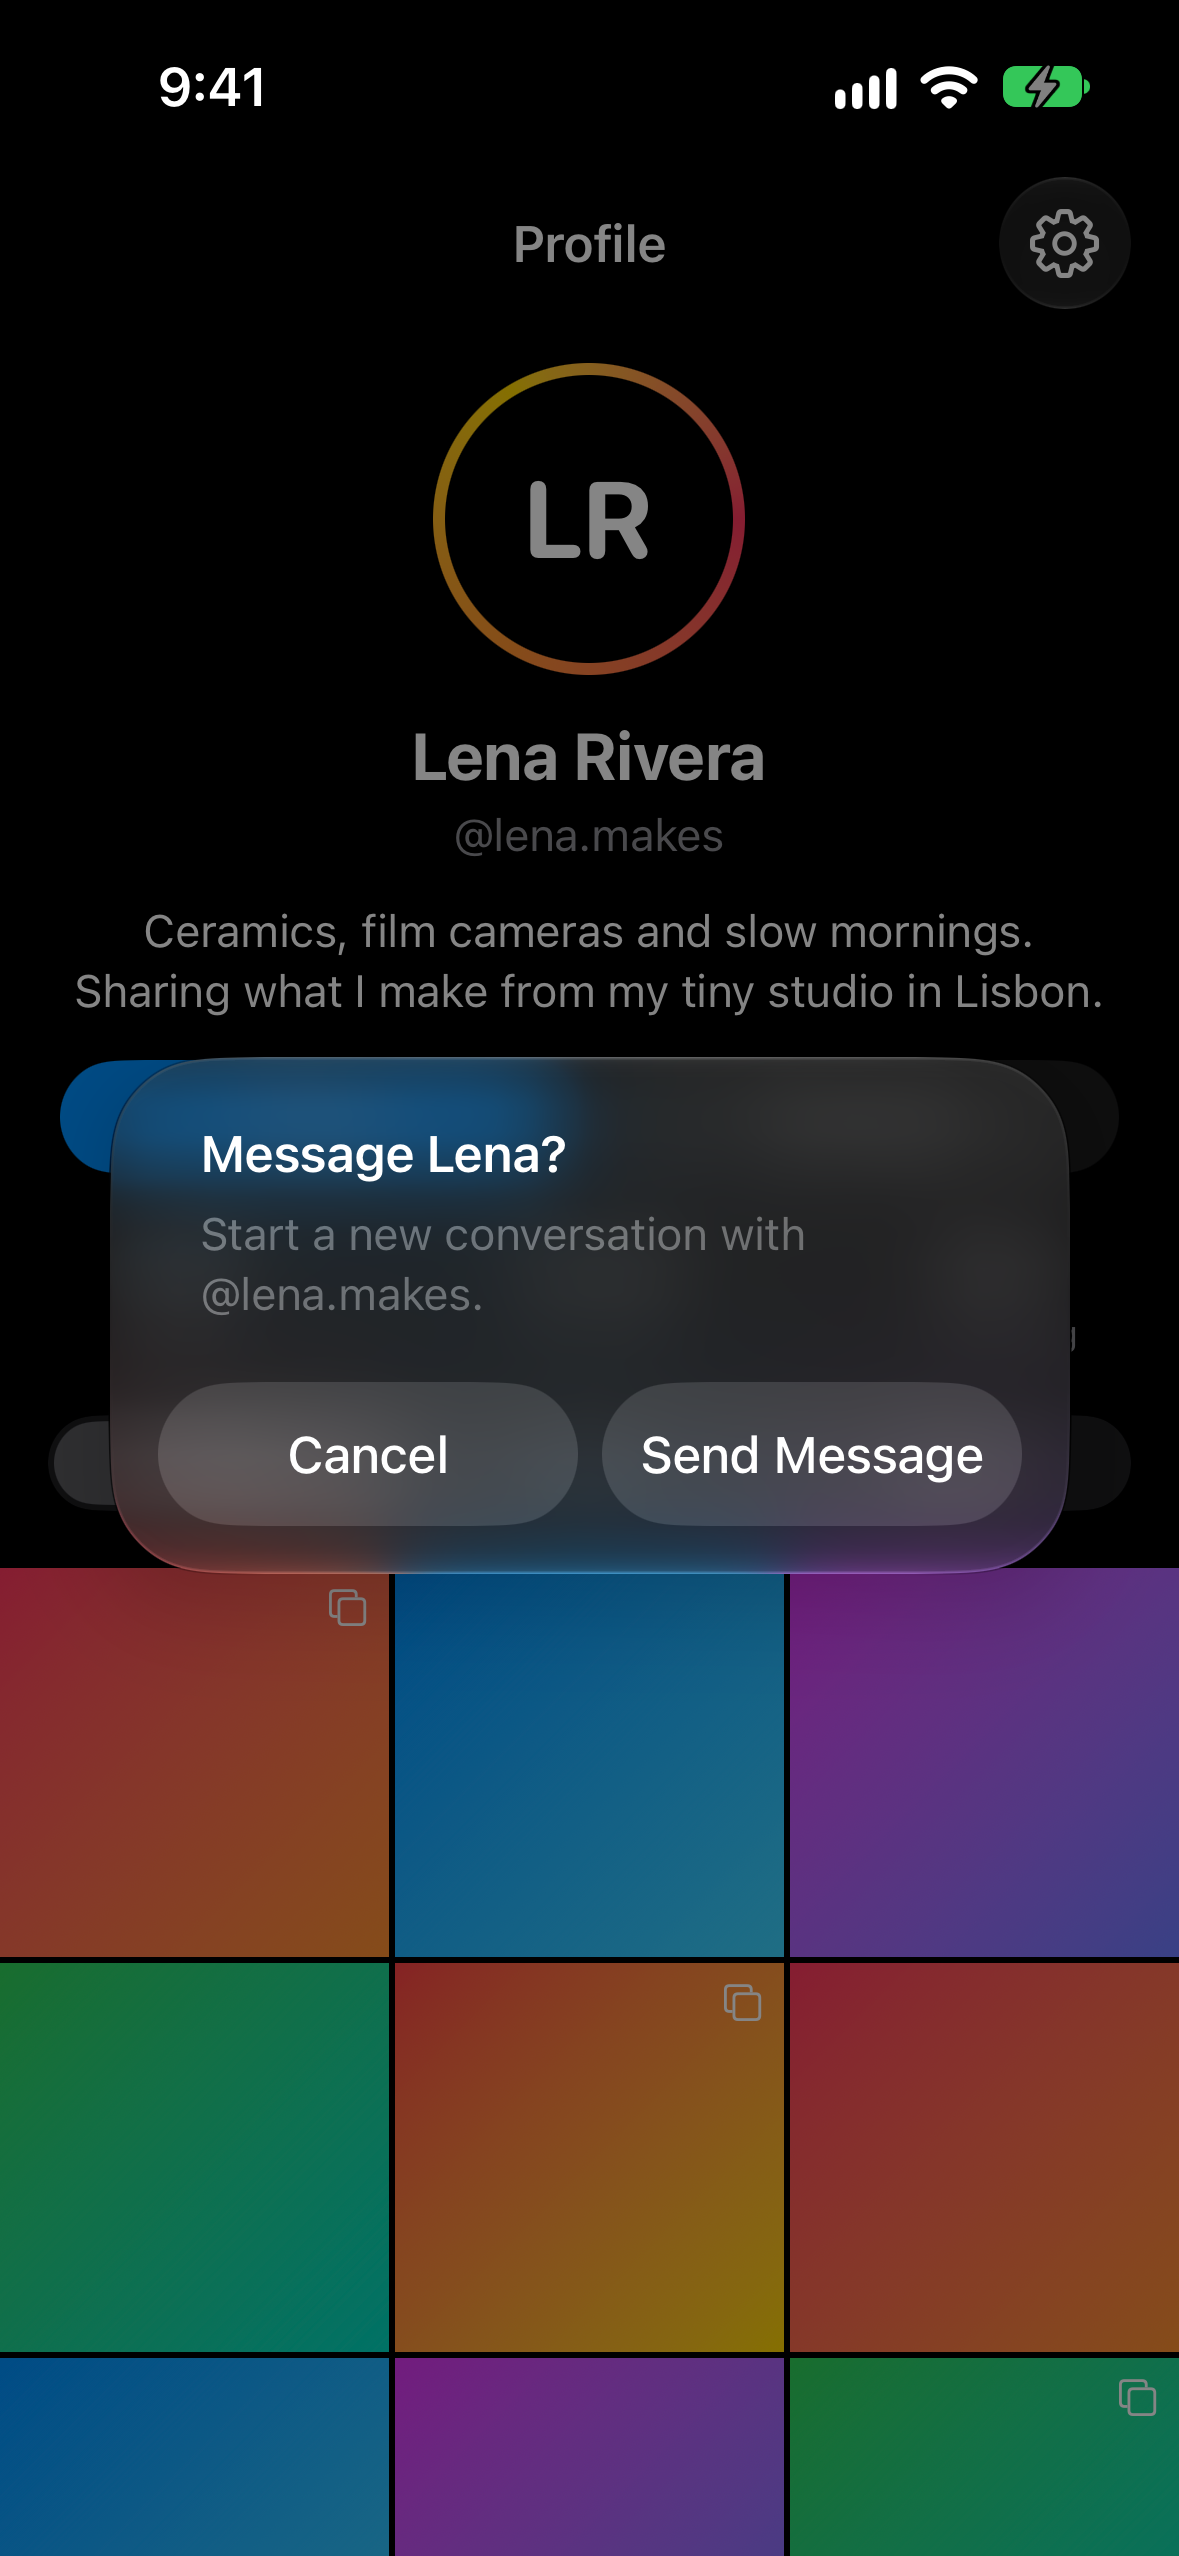 9:41
Profile
LR
Lena Rivera
@lena.makes
Ceramics, film cameras and slow mornings.
Sharing what I make from my tiny studio in Lisbon.
Message Lena?
Start a new conversation with
@lena.makes.
Cancel
Send Message